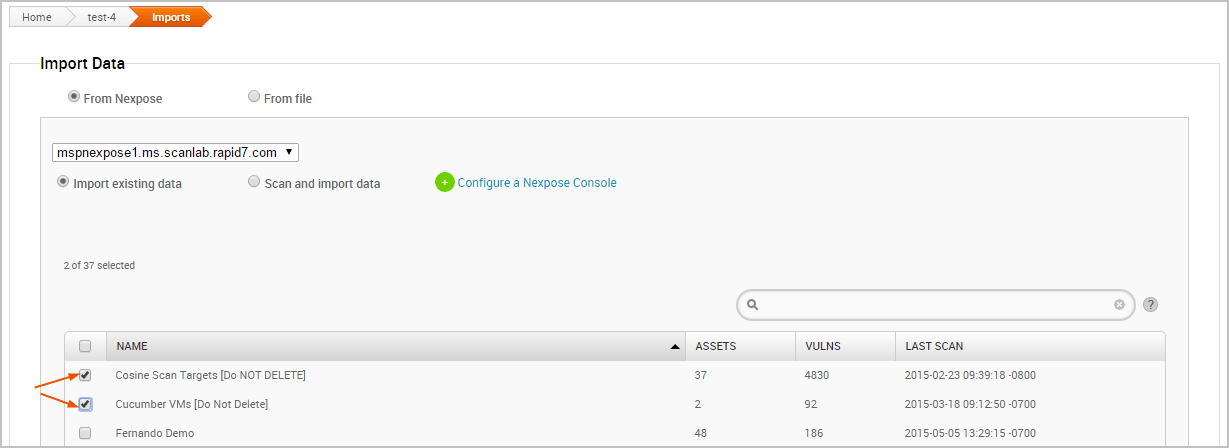 Home test-4 Imports
Import Data
From Nexpose From file
mspnexpose1.ms.scanlab.rapid7.com
Import existing data Scan and import data + Configure a Nexpose Console
2 of 37 selected
?
NAME ASSETS VULNS LAST SCAN
Cosine Scan Targets [Do NOT DELETE] 37 4830 2015-02-23 09:39:18 -0800
Cucumber VMs [Do Not Delete] 2 92 2015-03-18 09:12:50 -0700
Fernando Demo 48 186 2015-05-05 13:29:15 -0700